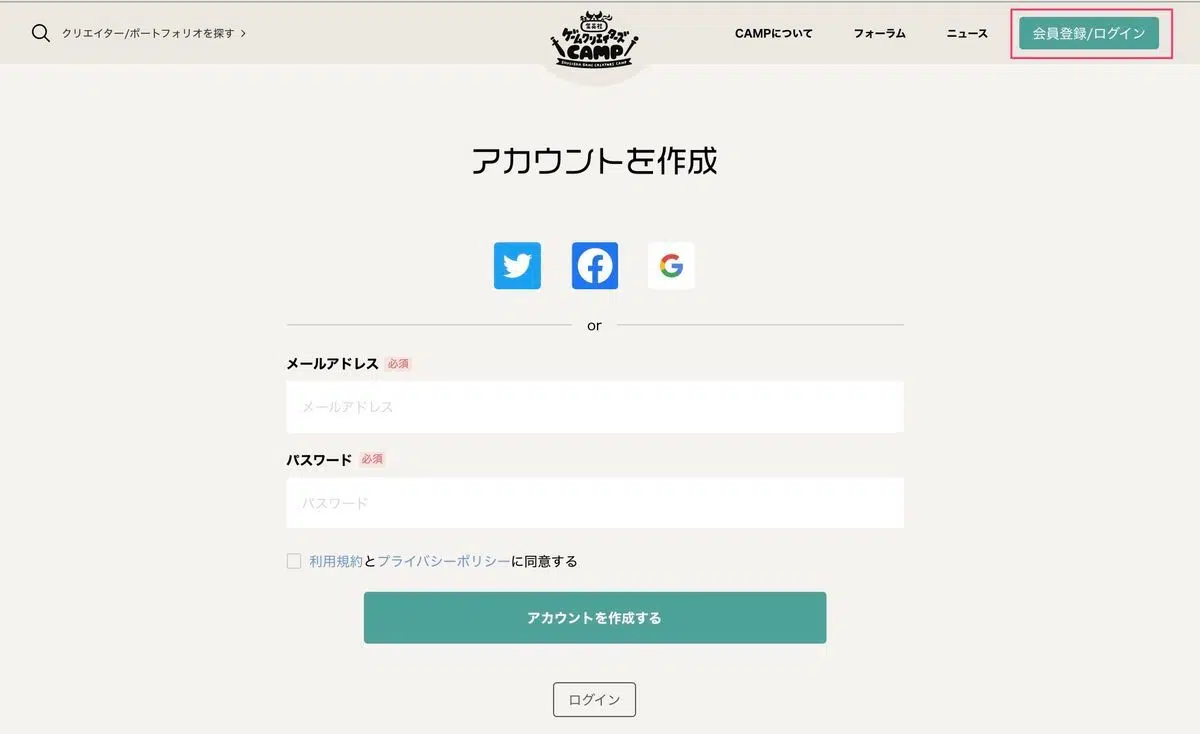 クリエイター/ポートフォリオを探す
集英社
ゲームクリエイターズ
CAMP
SHUEISHA GAME CREATORS CAMP
CAMPについて
フォーラム
ニュース
会員登録/ログイン
アカウントを作成
or
メールアドレス 必須
メールアドレス
パスワード 必須
パスワード
利用規約とプライバシーポリシーに同意する
アカウントを作成する
ログイン